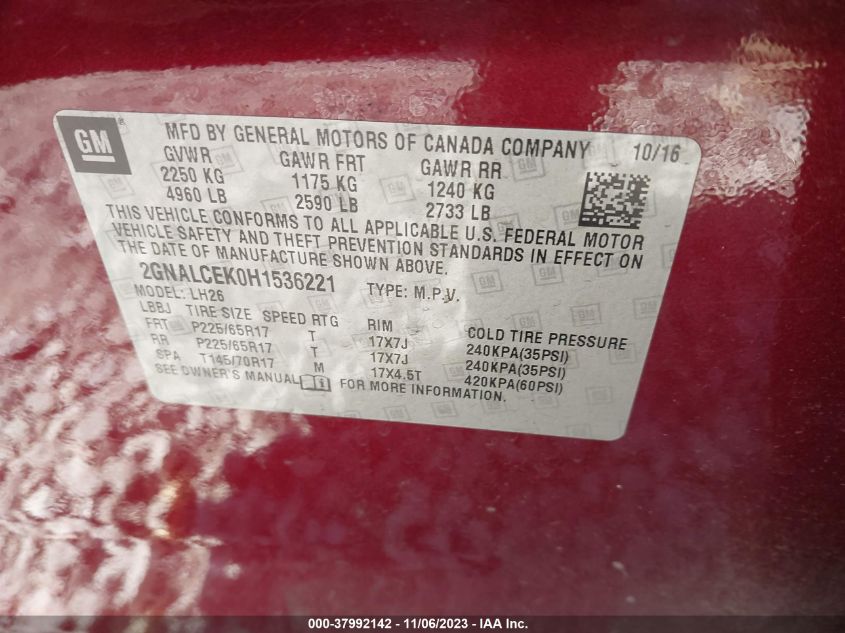 GM ®
MFD BY GENERAL MOTORS OF CANADA COMPANY 10/16
GVWR GAWR FRT GAWR RR
2250 KG 1175 KG 1240 KG
4960 LB 2590 LB 2733 LB
THIS VEHICLE CONFORMS TO ALL APPLICABLE U.S. FEDERAL MOTOR
VEHICLE SAFETY AND THEFT PREVENTION STANDARDS IN EFFECT ON
THE DATE OF MANUFACTURE SHOWN ABOVE.
2GNALCEK0H1536221 TYPE: M.P.V.
MODEL: LH26
LBBJ TIRE SIZE SPEED RTG RIM COLD TIRE PRESSURE
FRT P225/65R17 T 17X7J 240KPA(35PSI)
RR P225/65R17 T 17X7J 240KPA(35PSI)
SPA T145/70R17 M 17X4.5T 420KPA(60PSI)
SEE OWNER'S MANUAL FOR MORE INFORMATION.
000-37992142 - 11/06/2023 - IAA Inc.